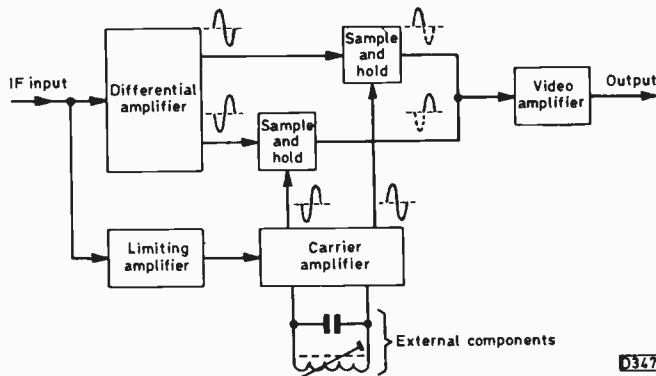 IF input
Differential
amplifier
Sample
and
hold
Sample
and
hold
Video
amplifier
Output
Limiting
amplifier
Carrier
amplifier
External components
D347